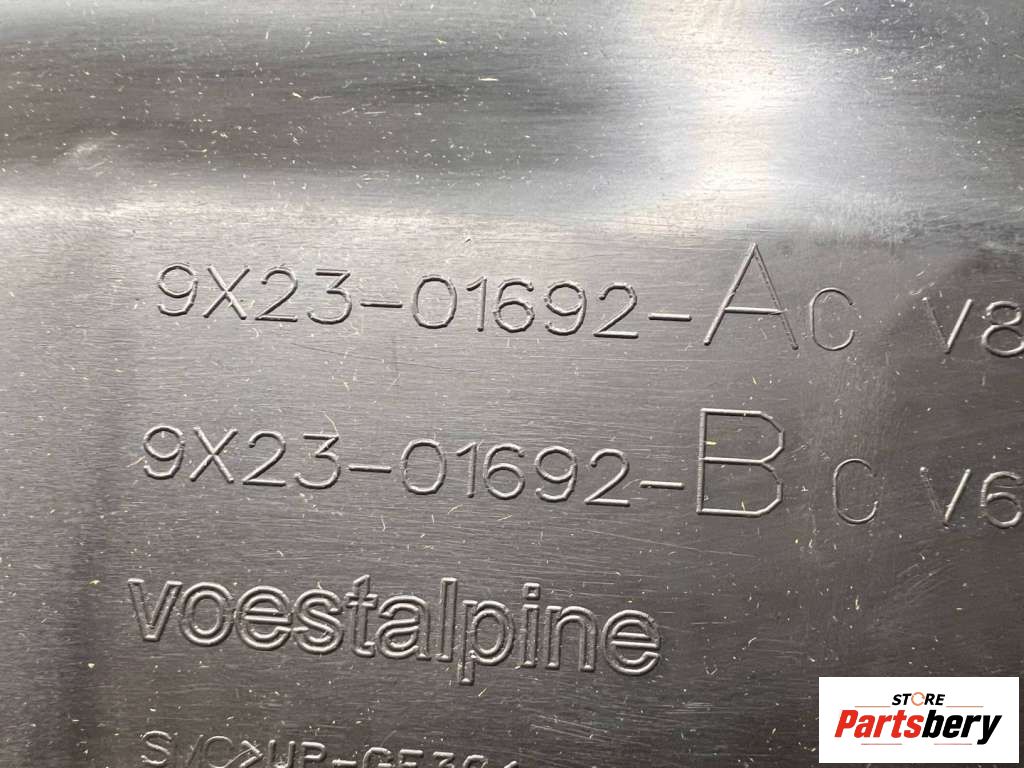 9X23-01692-AC V8
9X23-01692-BC V6
voestalpine
STORE
Partsbery